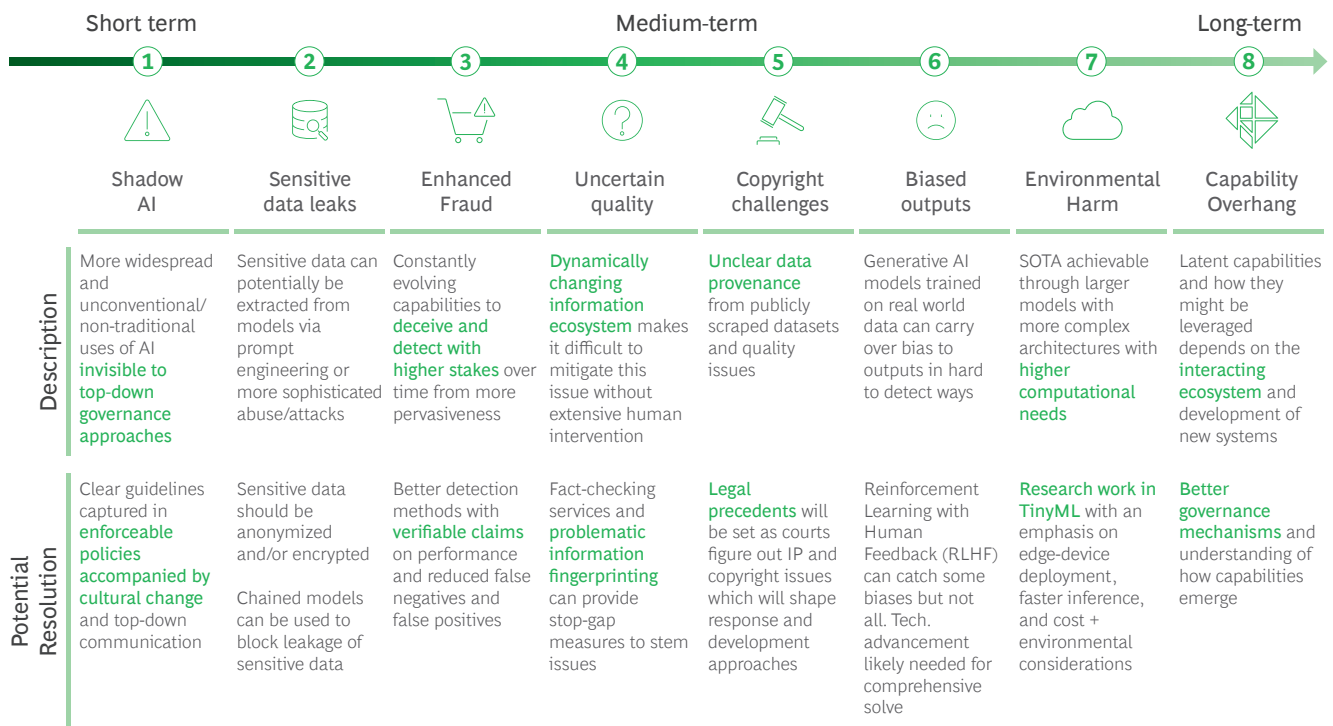 Short term
Medium-term
Long-term
1
2
3
4
5
6
7
8
Shadow
AI
Sensitive
data leaks
Enhanced
Fraud
Uncertain
quality
Copyright
challenges
Biased
outputs
Environmental
Harm
Capability
Overhang
Description
More widespread
and
unconventional/
non-traditional
uses of AI
invisible to
top-down
governance
approaches
Sensitive data can
potentially be
extracted from
models via
prompt
engineering or
more sophisticated
abuse/attacks
Constantly
evolving
capabilities to
deceive and
detect with
higher stakes over
time from more
pervasiveness
Dynamically
changing
information
ecosystem makes
it difficult to
mitigate this
issue without
extensive human
intervention
Unclear data
provenance
from publicly
scraped datasets
and quality
issues
Generative AI
models trained
on real world
data can carry
over bias to
outputs in hard
to detect ways
SOTA achievable
through larger
models with
more complex
architectures with
higher
computational
needs
Latent capabilities
and how they
might be
leveraged
depends on the
interacting
ecosystem and
development of
new systems
Potential
Resolution
Clear guidelines
captured in
enforceable
policies
accompanied by
cultural change
and top-down
communication
Sensitive data
should be
anonymized
and/or encrypted
Chained models
can be used to
block leakage of
sensitive data
Better detection
methods with
verifiable claims
on performance
and reduced false
negatives and
false positives
Fact-checking
services and
problematic
information
fingerprinting
can provide
stop-gap
measures to stem
issues
Legal
precedents will
be set as courts
figure out IP and
copyright issues
which will shape
response and
development
approaches
Reinforcement
Learning with
Human
Feedback (RLHF)
can catch some
biases but not
all. Tech.
advancement
likely needed for
comprehensive
solve
Research work in
TinyML with an
emphasis on
edge-device
deployment,
faster inference,
and cost +
environmental
considerations
Better
governance
mechanisms and
understanding of
how capabilities
emerge